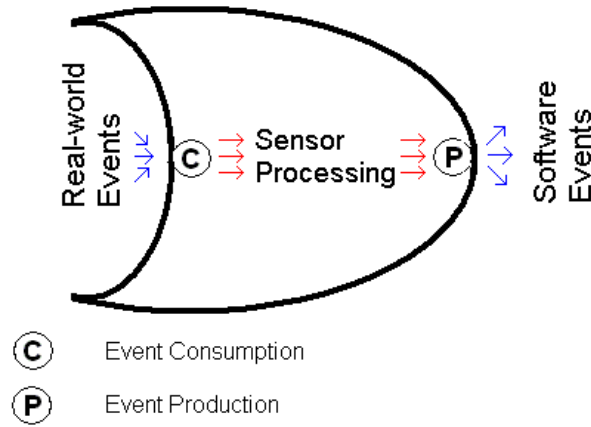 Real-world
Events
C
Sensor
Processing
P
Software
Events
C Event Consumption
P Event Production